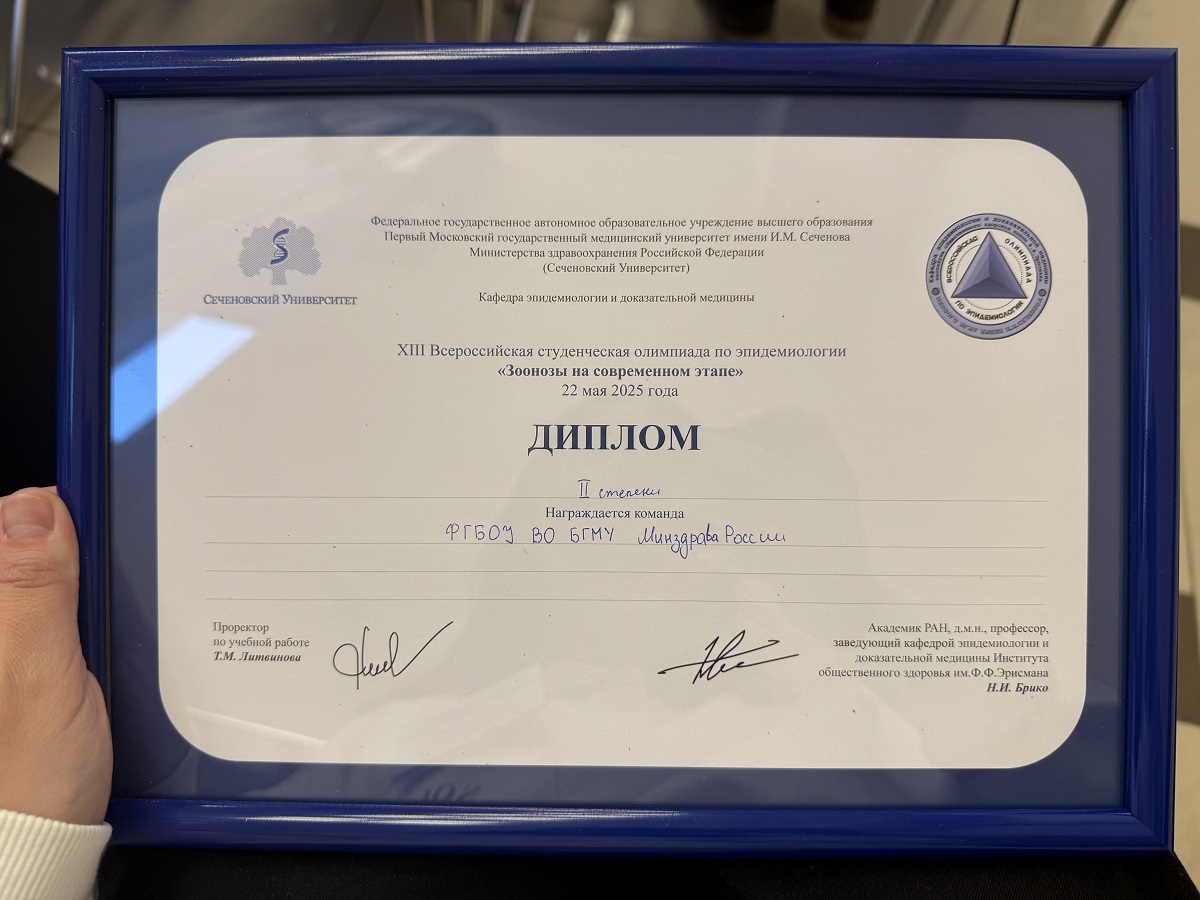 Федеральное государственное автономное образовательное учреждение высшего образования
Первый Московский государственный медицинский университет имени И.М. Сеченова
Министерства здравоохранения Российской Федерации
(Сеченовский Университет)
Сеченовский Университет
ВСЕРОССИЙСКАЯ ОЛИМПИАДА
ПО ЭПИДЕМИОЛОГИИ
Кафедра эпидемиологии и доказательной медицины
XIII Всероссийская студенческая олимпиада по эпидемиологии
«Зоонозы на современном этапе»
22 мая 2025 года
ДИПЛОМ
II степени
Награждается команда
ФГБОУ ВО БГМУ Минздрава России
Проректор
по учебной работе
Т.М. Литвинова
Академик РАН, д.м.н., профессор,
заведующий кафедрой эпидемиологии и
доказательной медицины Института
общественного здоровья им.Ф.Ф.Эрисмана
Н.И. Брико